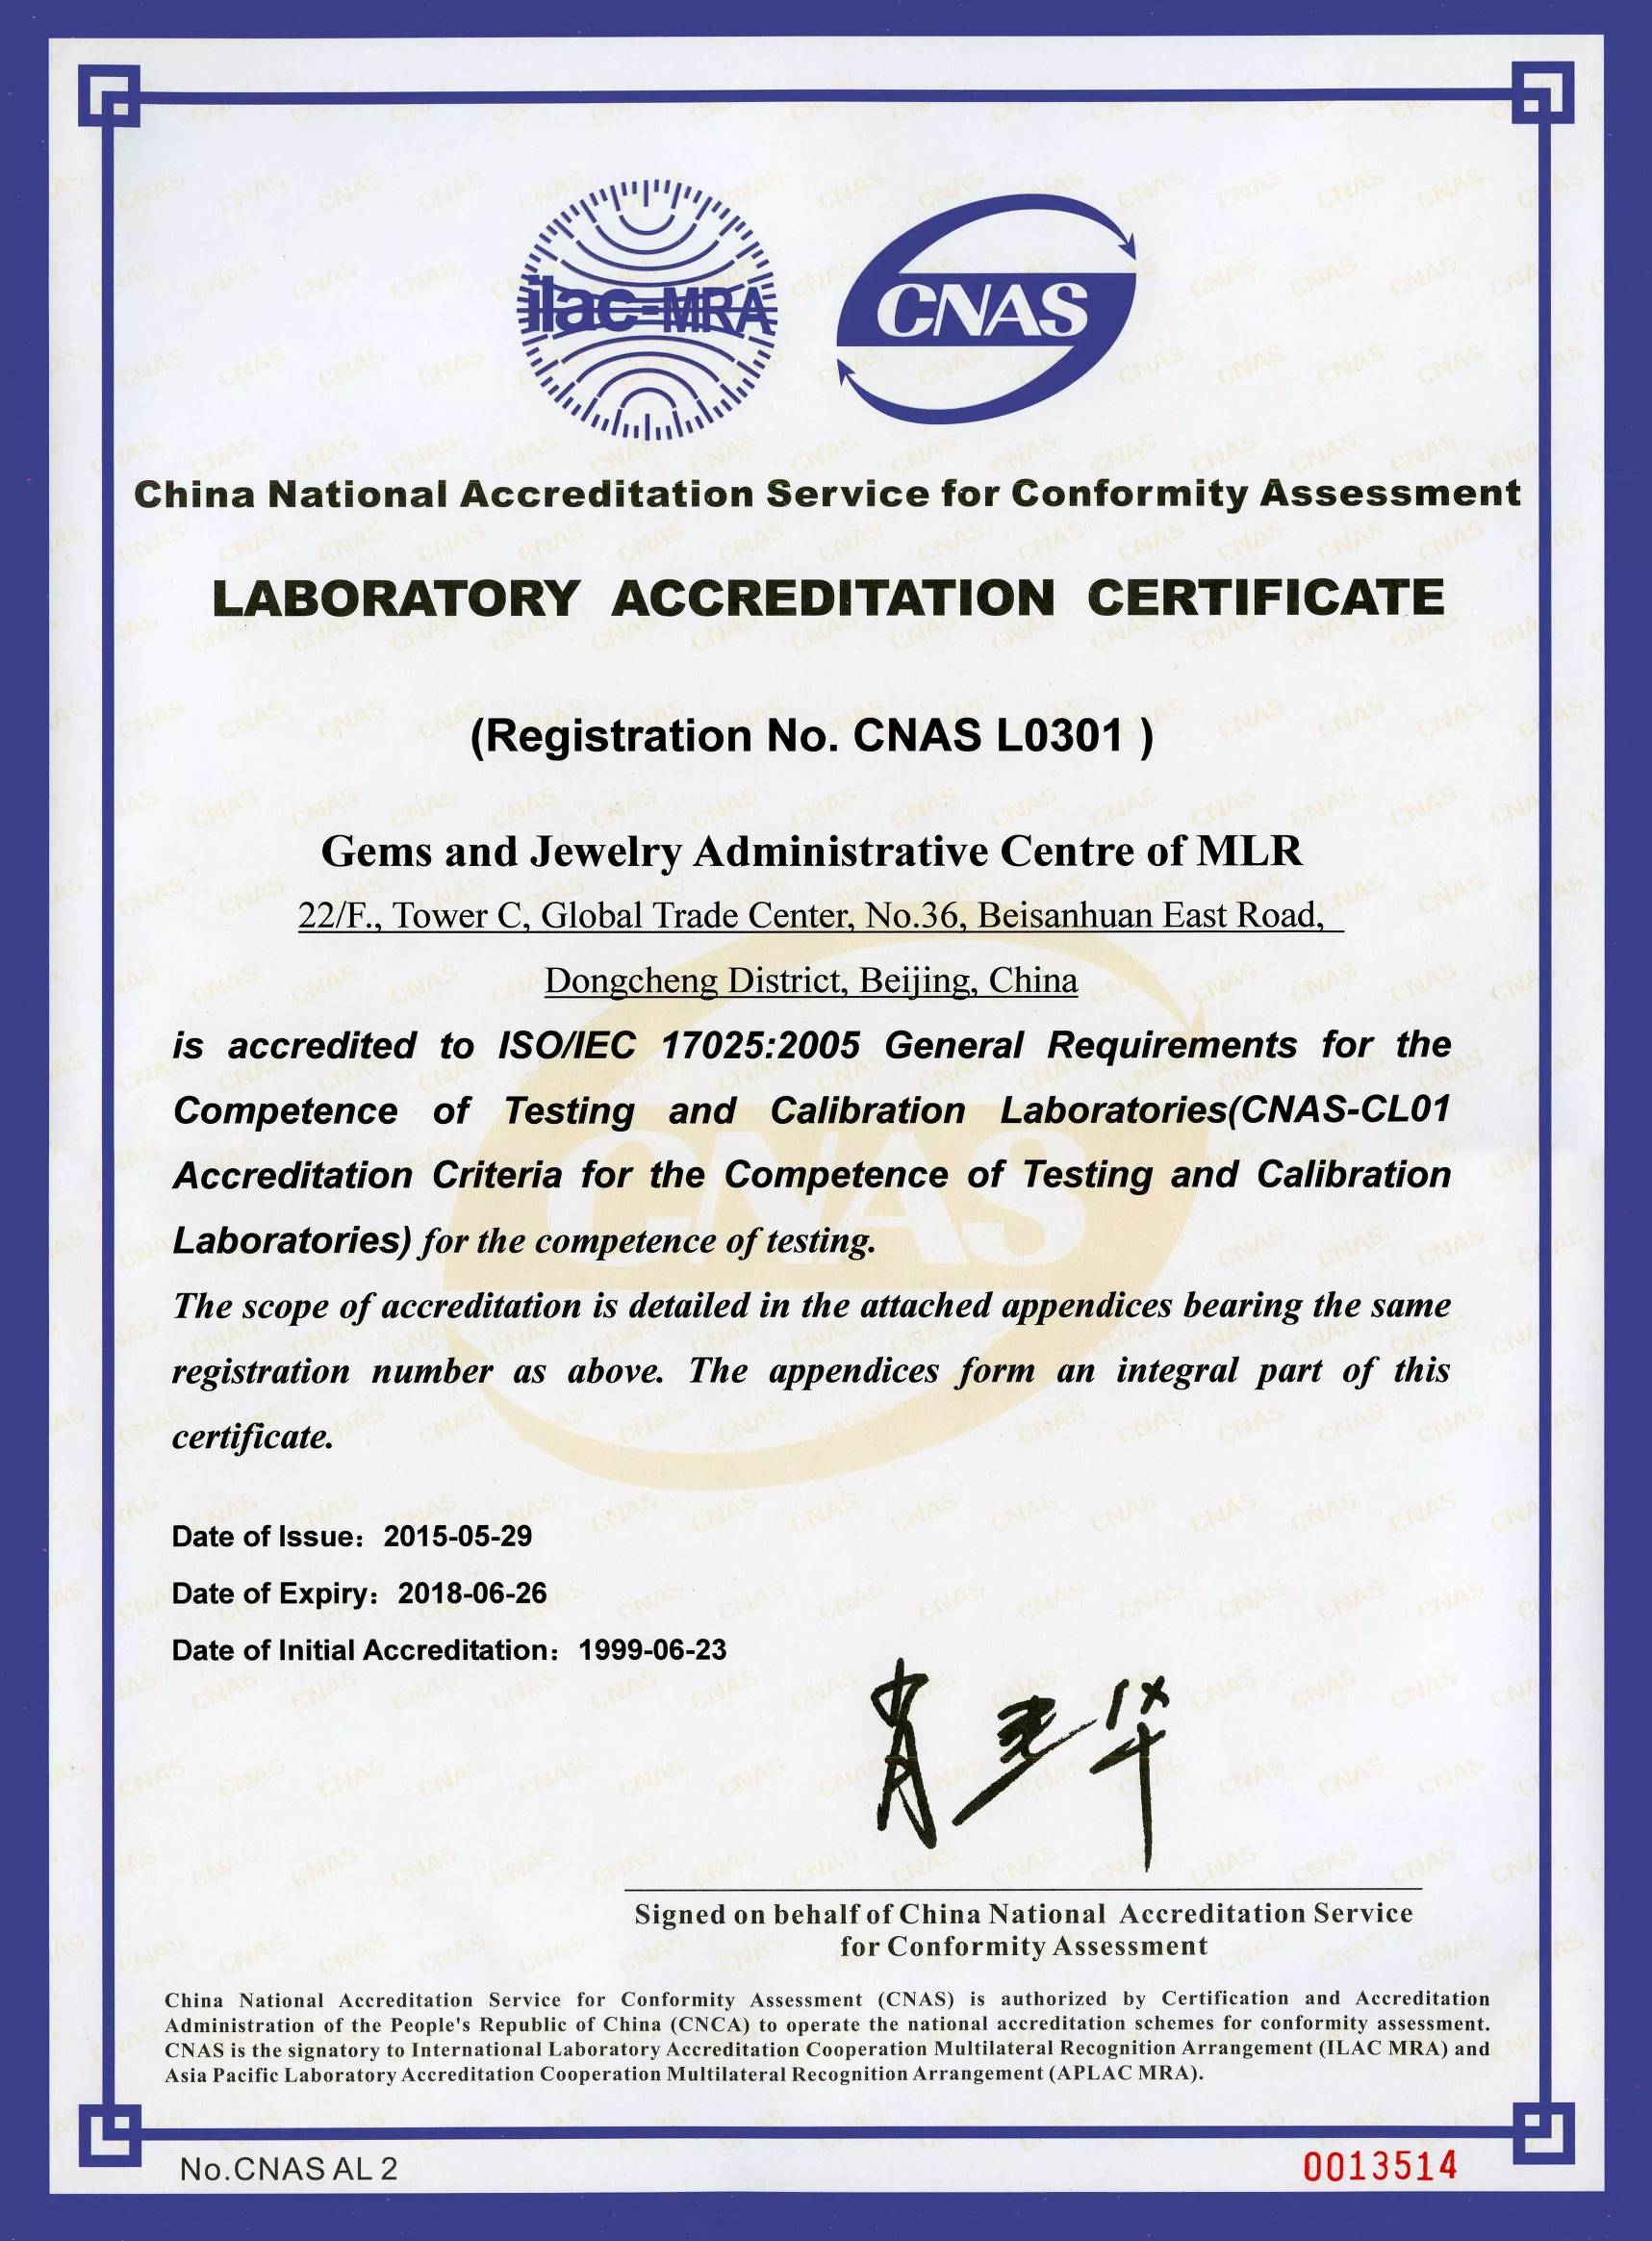 ilac-MRA
CNAS
China National Accreditation Service for Conformity Assessment
LABORATORY ACCREDITATION CERTIFICATE
(Registration No. CNAS L0301 )
Gems and Jewelry Administrative Centre of MLR
22/F., Tower C, Global Trade Center, No.36, Beisanhuan East Road,
Dongcheng District, Beijing, China
is accredited to ISO/IEC 17025:2005 General Requirements for the
Competence of Testing and Calibration Laboratories(CNAS-CL01
Accreditation Criteria for the Competence of Testing and Calibration
Laboratories) for the competence of testing.
The scope of accreditation is detailed in the attached appendices bearing the same
registration number as above. The appendices form an integral part of this
certificate.
Date of Issue：2015-05-29
Date of Expiry：2018-06-26
Date of Initial Accreditation：1999-06-23
肖建华
Signed on behalf of China National Accreditation Service
for Conformity Assessment
China National Accreditation Service for Conformity Assessment (CNAS) is authorized by Certification and Accreditation
Administration of the People's Republic of China (CNCA) to operate the national accreditation schemes for conformity assessment.
CNAS is the signatory to International Laboratory Accreditation Cooperation Multilateral Recognition Arrangement (ILAC MRA) and
Asia Pacific Laboratory Accreditation Cooperation Multilateral Recognition Arrangement (APLAC MRA).
No.CNAS AL 2
0013514